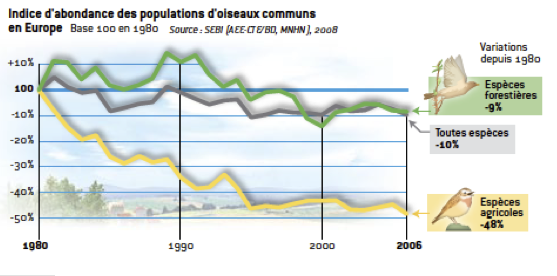 Indice d'abondance des populations d'oiseaux communs
en Europe Base 100 en 1980 Source : SEBI (AEE-CTE/BD, MNHN), 2008
Variations
depuis 1980
+10%
100
-10%
-20%
-30%
-40%
-50%
Espèces
forestières
-9%
Toutes espèces
-10%
Espèces
agricoles
-48%
1980
1990
2000
2006